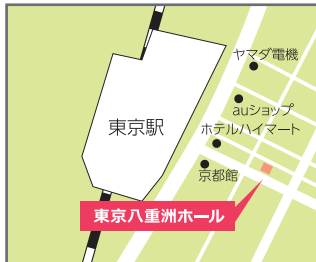 ヤマダ電機
auショップ
東京駅
ホテルハイマート
京都館
東京八重洲ホール